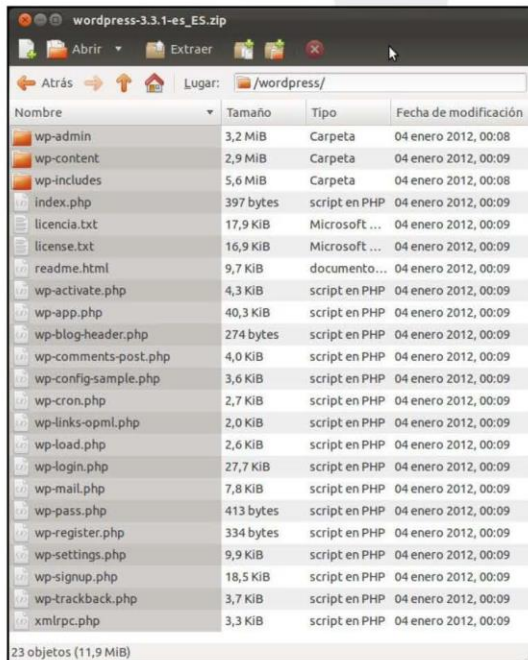 wordpress-3.3.1-es_ES.zip
Abrir Extraer
Atrás Lugar: /wordpress/
Nombre Tamaño Tipo Fecha de modificación
wp-admin 3,2 MiB Carpeta 04 enero 2012, 00:08
wp-content 2,9 MiB Carpeta 04 enero 2012, 00:09
wp-includes 5,6 MiB Carpeta 04 enero 2012, 00:08
index.php 397 bytes script en PHP 04 enero 2012, 00:09
licencia.txt 17,9 KiB Microsoft ... 04 enero 2012, 00:09
license.txt 16,9 KiB Microsoft ... 04 enero 2012, 00:09
readme.html 9,7 KiB documento... 04 enero 2012, 00:09
wp-activate.php 4,3 KiB script en PHP 04 enero 2012, 00:09
wp-app.php 40,3 KiB script en PHP 04 enero 2012, 00:09
wp-blog-header.php 274 bytes script en PHP 04 enero 2012, 00:09
wp-comments-post.php 4,0 KiB script en PHP 04 enero 2012, 00:09
wp-config-sample.php 3,6 KiB script en PHP 04 enero 2012, 00:09
wp-cron.php 2,7 KiB script en PHP 04 enero 2012, 00:09
wp-links-opml.php 2,0 KiB script en PHP 04 enero 2012, 00:09
wp-load.php 2,6 KiB script en PHP 04 enero 2012, 00:09
wp-login.php 27,7 KiB script en PHP 04 enero 2012, 00:09
wp-mail.php 7,8 KiB script en PHP 04 enero 2012, 00:09
wp-pass.php 413 bytes script en PHP 04 enero 2012, 00:09
wp-register.php 334 bytes script en PHP 04 enero 2012, 00:09
wp-settings.php 9,9 KiB script en PHP 04 enero 2012, 00:09
wp-signup.php 18,5 KiB script en PHP 04 enero 2012, 00:09
wp-trackback.php 3,7 KiB script en PHP 04 enero 2012, 00:09
xmlrpc.php 3,3 KiB script en PHP 04 enero 2012, 00:09
23 objetos (11,9 MiB)